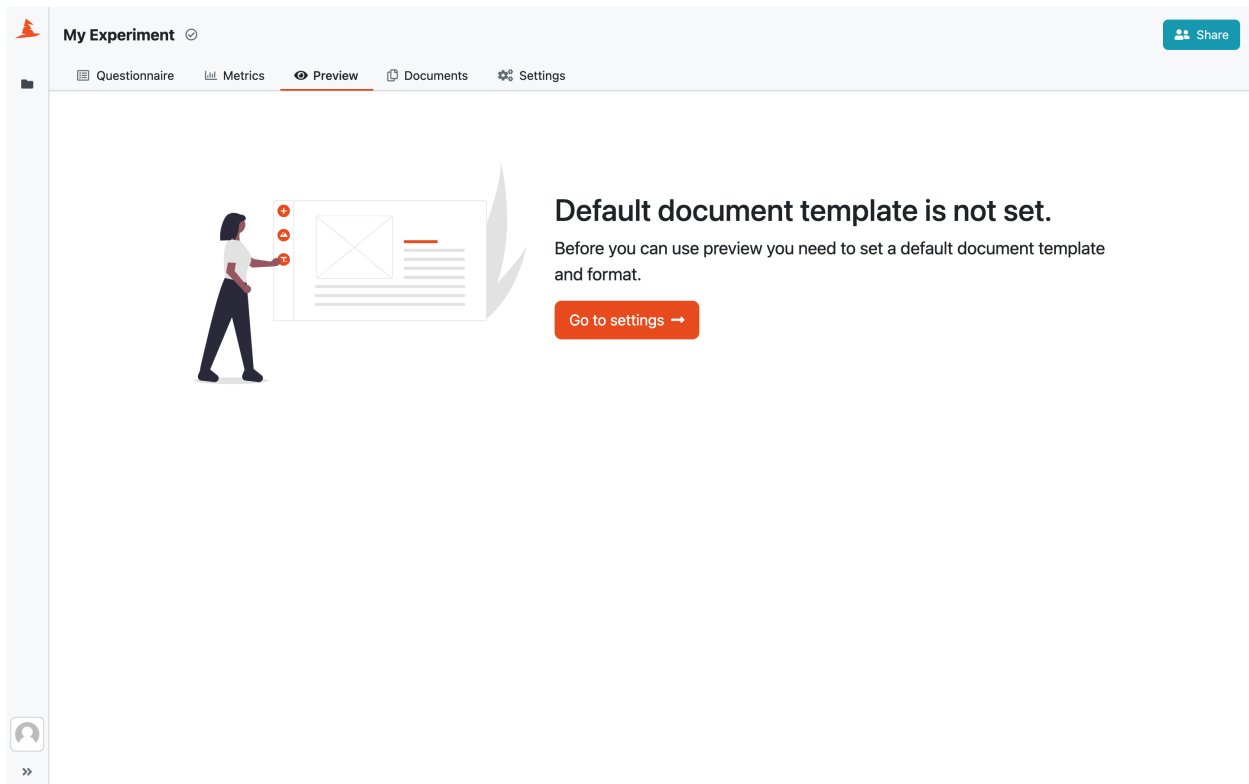 My Experiment
Share
Questionnaire
Metrics
Preview
Documents
Settings
Default document template is not set.
Before you can use preview you need to set a default document template
and format.
Go to settings